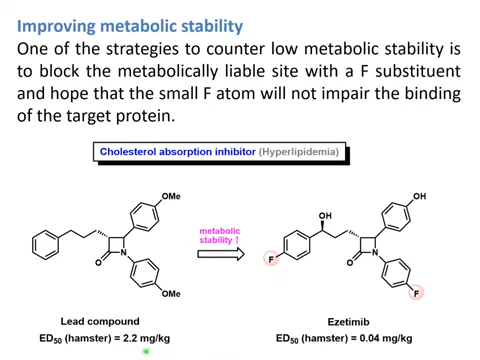 Improving metabolic stability
One of the strategies to counter low metabolic stability is
to block the metabolically liable site with a F substituent
and hope that the small F atom will not impair the binding
of the target protein.
Cholesterol absorption inhibitor (Hyperlipidemia)
OMe
O
N
OMe
metabolic
stability ↑
OH
OH
F
O
N
F
Lead compound
ED50 (hamster) = 2.2 mg/kg
Ezetimib
ED50 (hamster) = 0.04 mg/kg